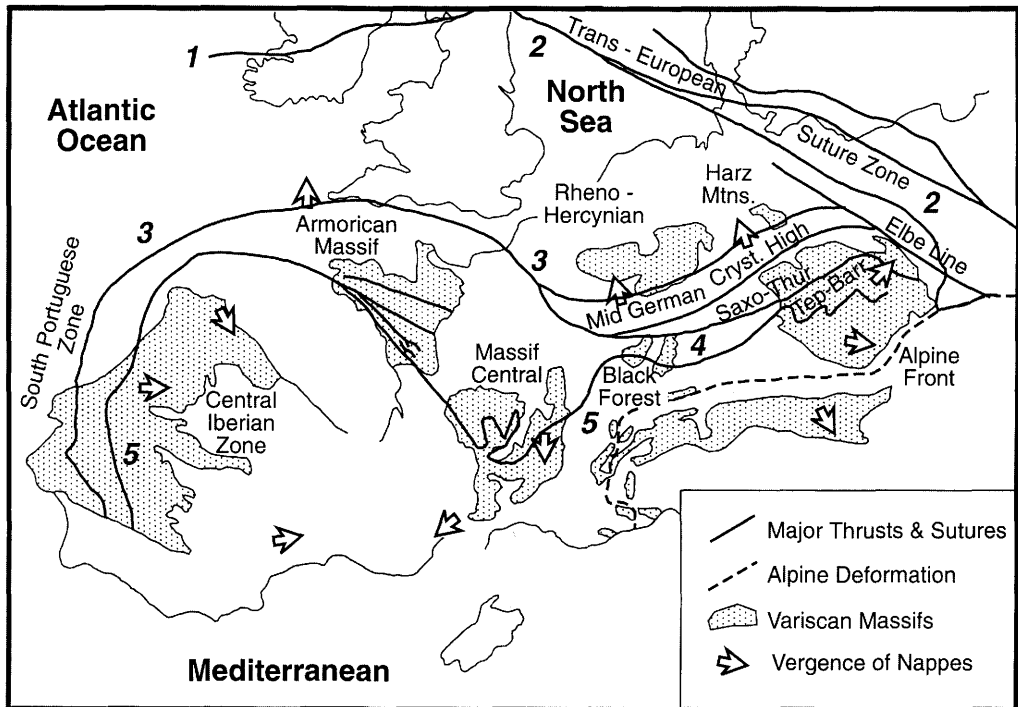 1
2
Trans - European
Suture Zone
2
Atlantic
Ocean
North
Sea
Harz
Mtns.
Rheno -
Hercynian
Elbe Line
3
Armorican
Massif
3
Mid German Cryst. High
Saxo-Thur
Tep-Barr
4
South Portuguese
Zone
Massif
Central
Black
Forest
Alpine
Front
Central
Iberian
Zone
5
5
Major Thrusts & Sutures
Alpine Deformation
Variscan Massifs
Vergence of Nappes
Mediterranean